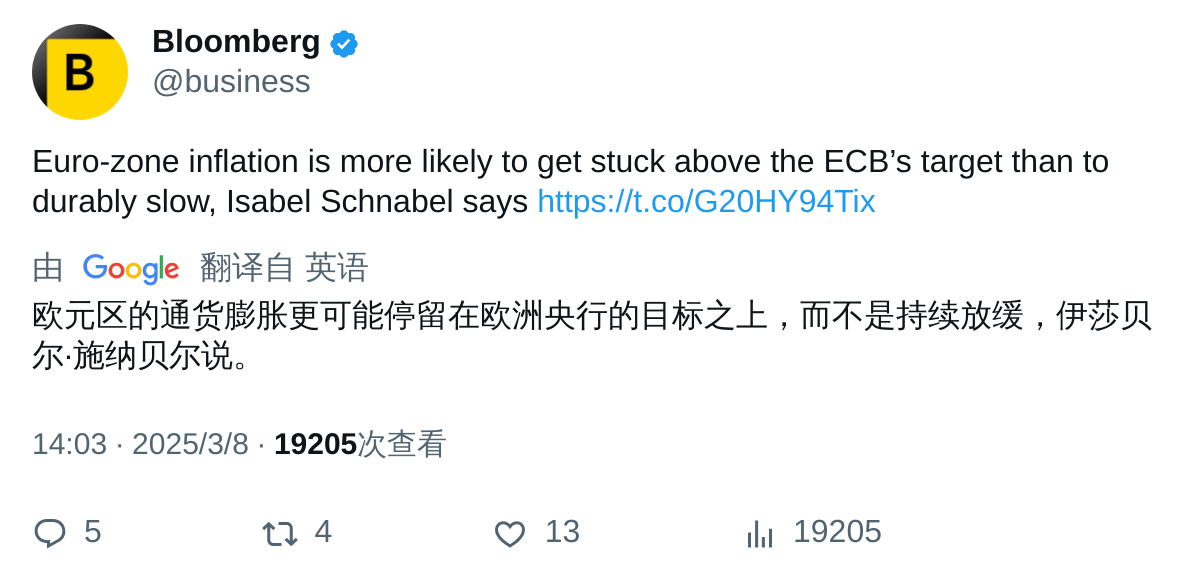 B
Bloomberg
@business
Euro-zone inflation is more likely to get stuck above the ECB’s target than to
durably slow, Isabel Schnabel says https://t.co/G20HY94Tix
由 Google 翻译自 英语
欧元区的通货膨胀更可能停留在欧洲央行的目标之上，而不是持续放缓，伊莎贝
尔·施纳贝尔说。
14:03 · 2025/3/8 · 19205次查看
5 4 13 19205